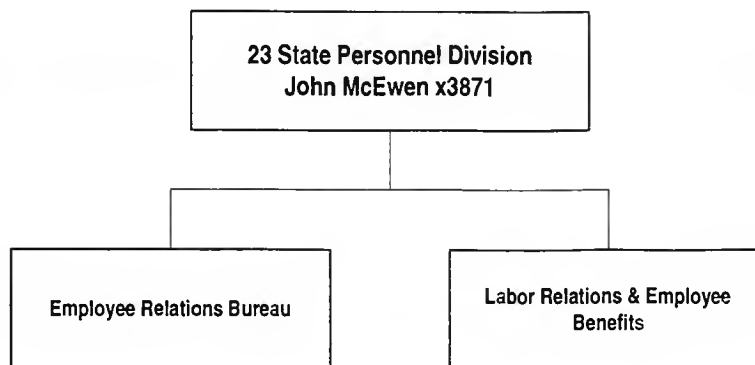 23 State Personnel Division
John McEwen x3871
Employee Relations Bureau
Labor Relations & Employee
Benefits